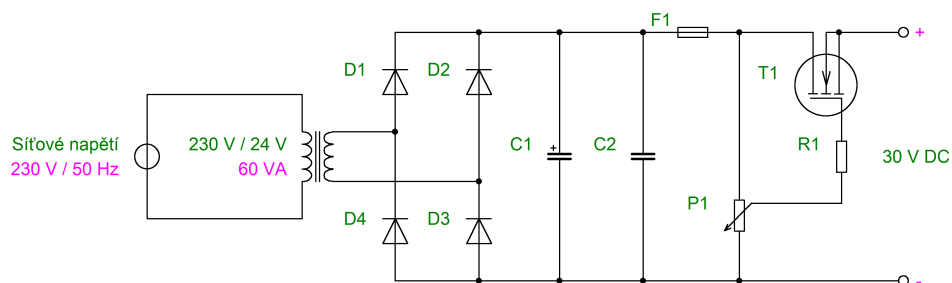 F1
+
D1
D2
T1
Síťové napětí
230 V / 50 Hz
230 V / 24 V
60 VA
C1
+
C2
R1
30 V DC
P1
D4
D3
-